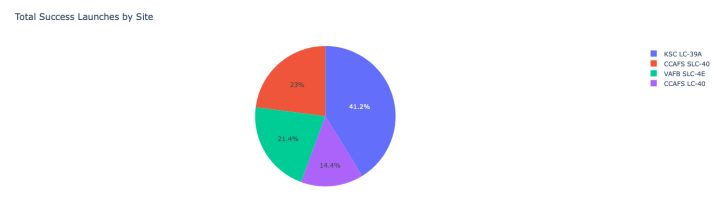 Total Success Launches by Site
KSC LC-39A
CCAFS SLC-40
VAFB SLC-4E
CCAFS LC-40
23%
41.2%
21.4%
14.4%